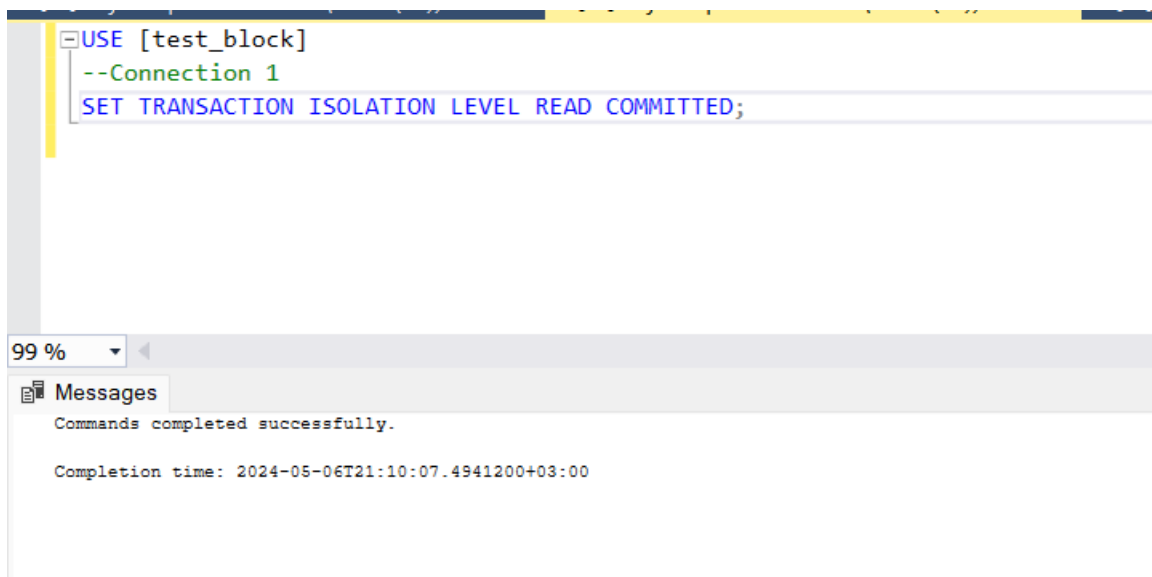 USE [test_block]
--Connection 1
SET TRANSACTION ISOLATION LEVEL READ COMMITTED;
99 %
Messages
Commands completed successfully.
Completion time: 2024-05-06T21:10:07.4941200+03:00